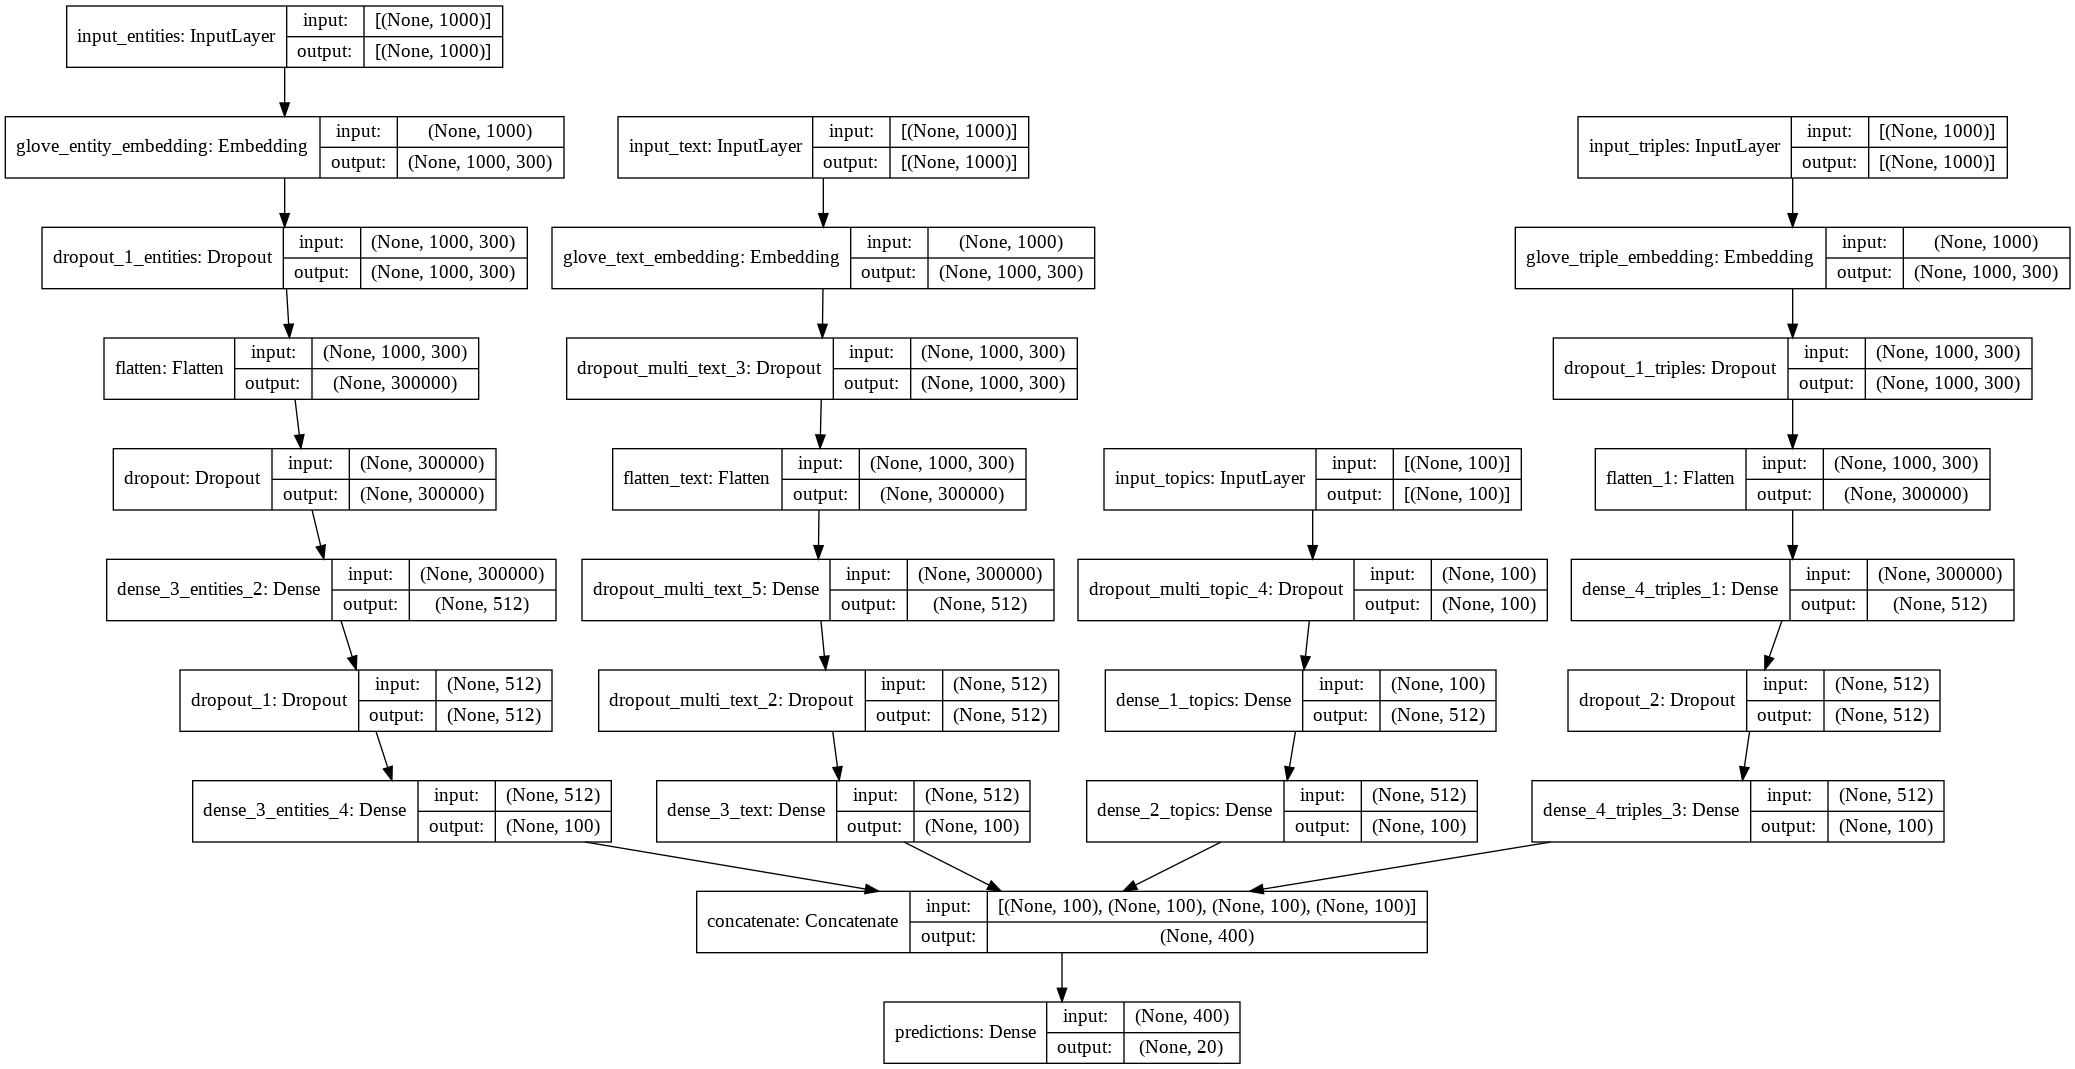 input_entities: InputLayer
input: [(None, 1000)]
output: [(None, 1000)]
glove_entity_embedding: Embedding
input: (None, 1000)
output: (None, 1000, 300)
input_text: InputLayer
input: [(None, 1000)]
output: [(None, 1000)]
input_triples: InputLayer
input: [(None, 1000)]
output: [(None, 1000)]
dropout_1_entities: Dropout
input: (None, 1000, 300)
output: (None, 1000, 300)
glove_text_embedding: Embedding
input: (None, 1000)
output: (None, 1000, 300)
glove_triple_embedding: Embedding
input: (None, 1000)
output: (None, 1000, 300)
flatten: Flatten
input: (None, 1000, 300)
output: (None, 300000)
dropout_multi_text_3: Dropout
input: (None, 1000, 300)
output: (None, 1000, 300)
dropout_1_triples: Dropout
input: (None, 1000, 300)
output: (None, 1000, 300)
dropout: Dropout
input: (None, 300000)
output: (None, 300000)
flatten_text: Flatten
input: (None, 1000, 300)
output: (None, 300000)
input_topics: InputLayer
input: [(None, 100)]
output: [(None, 100)]
flatten_1: Flatten
input: (None, 1000, 300)
output: (None, 300000)
dense_3_entities_2: Dense
input: (None, 300000)
output: (None, 512)
dropout_multi_text_5: Dense
input: (None, 300000)
output: (None, 512)
dropout_multi_topic_4: Dropout
input: (None, 100)
output: (None, 100)
dense_4_triples_1: Dense
input: (None, 300000)
output: (None, 512)
dropout_1: Dropout
input: (None, 512)
output: (None, 512)
dropout_multi_text_2: Dropout
input: (None, 512)
output: (None, 512)
dense_1_topics: Dense
input: (None, 100)
output: (None, 512)
dropout_2: Dropout
input: (None, 512)
output: (None, 512)
dense_3_entities_4: Dense
input: (None, 512)
output: (None, 100)
dense_3_text: Dense
input: (None, 512)
output: (None, 100)
dense_2_topics: Dense
input: (None, 512)
output: (None, 100)
dense_4_triples_3: Dense
input: (None, 512)
output: (None, 100)
concatenate: Concatenate
input: [(None, 100), (None, 100), (None, 100), (None, 100)]
output: (None, 400)
predictions: Dense
input: (None, 400)
output: (None, 20)